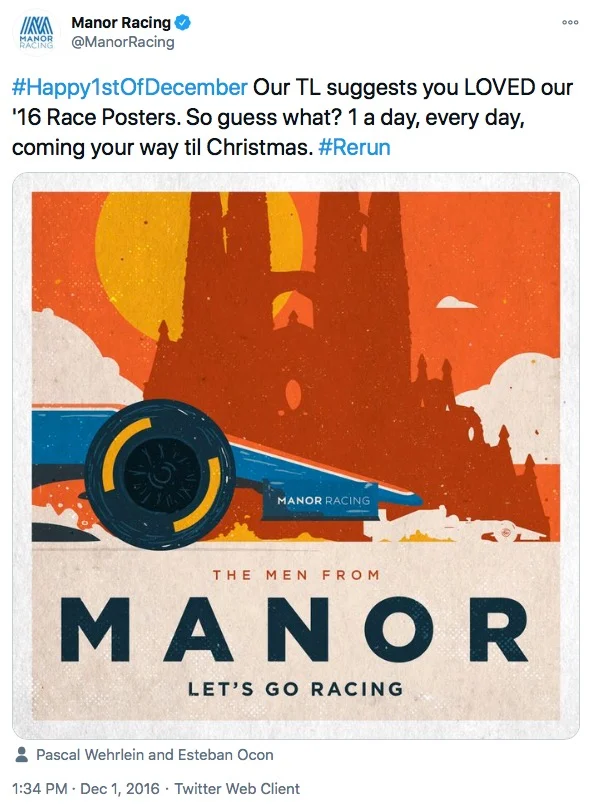 Manor Racing
@ManorRacing
MANOR
RACING
#Happy1stOfDecember Our TL suggests you LOVED our
'16 Race Posters. So guess what? 1 a day, every day,
coming your way til Christmas. #Rerun
MANOR RACING
THE MEN FROM
MANOR
LET'S GO RACING
Pascal Wehrlein and Esteban Ocon
1:34 PM · Dec 1, 2016 · Twitter Web Client